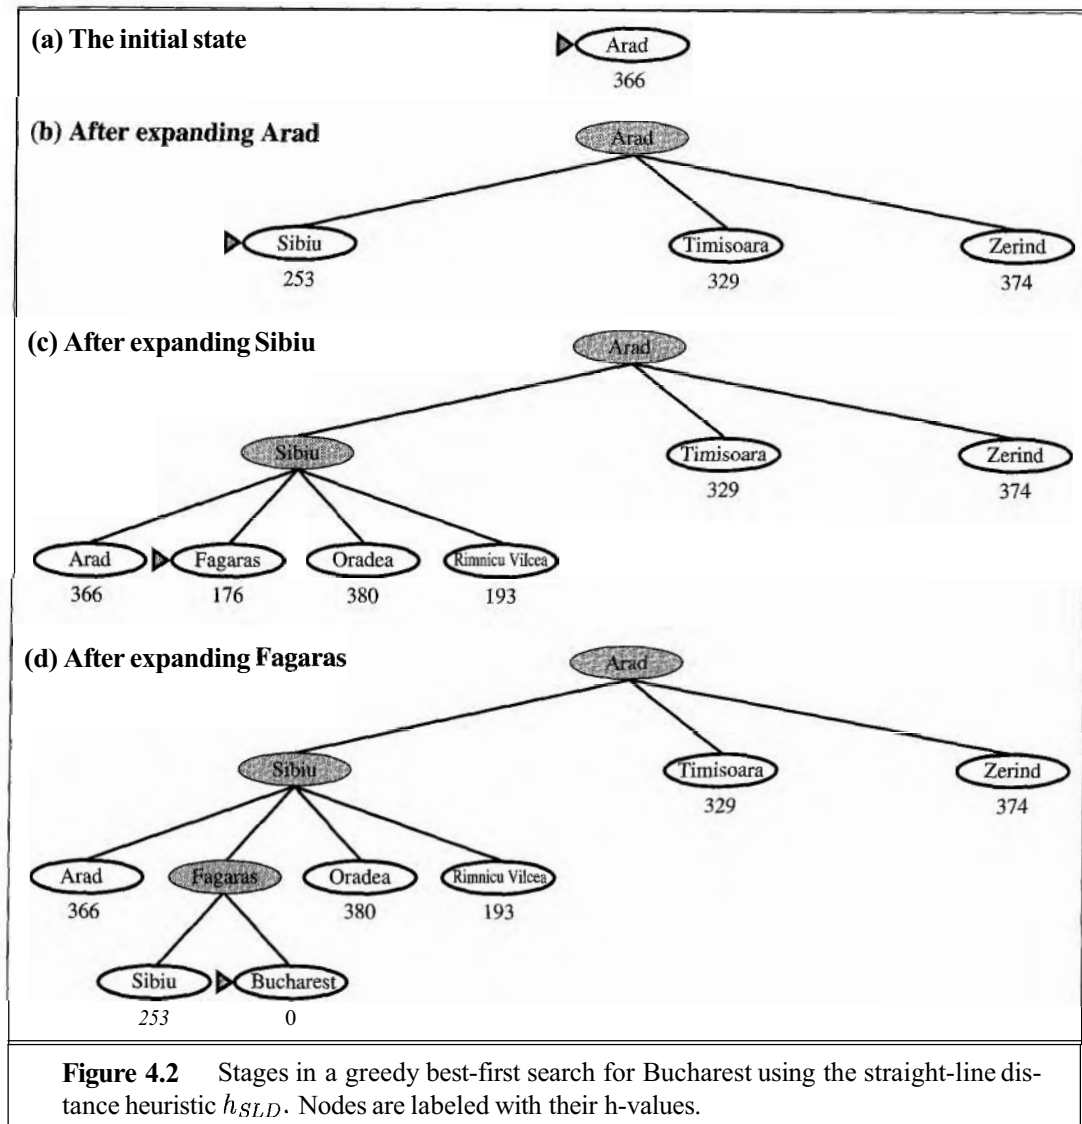 (a) The initial state
Arad
366
(b) After expanding Arad
Arad
Sibiu
Timisoara
Zerind
253
329
374
(c) After expanding Sibiu
Arad
Sibiu
Timisoara
Zerind
329
374
Arad
Fagaras
Oradea
Rimnicu Vilcea
366
176
380
193
(d) After expanding Fagaras
Arad
Sibiu
Timisoara
Zerind
329
374
Arad
Fagaras
Oradea
Rimnicu Vilcea
366
380
193
Sibiu
Bucharest
253
0
Figure 4.2 Stages in a greedy best-first search for Bucharest using the straight-line dis-
tance heuristic hSLD. Nodes are labeled with their h-values.